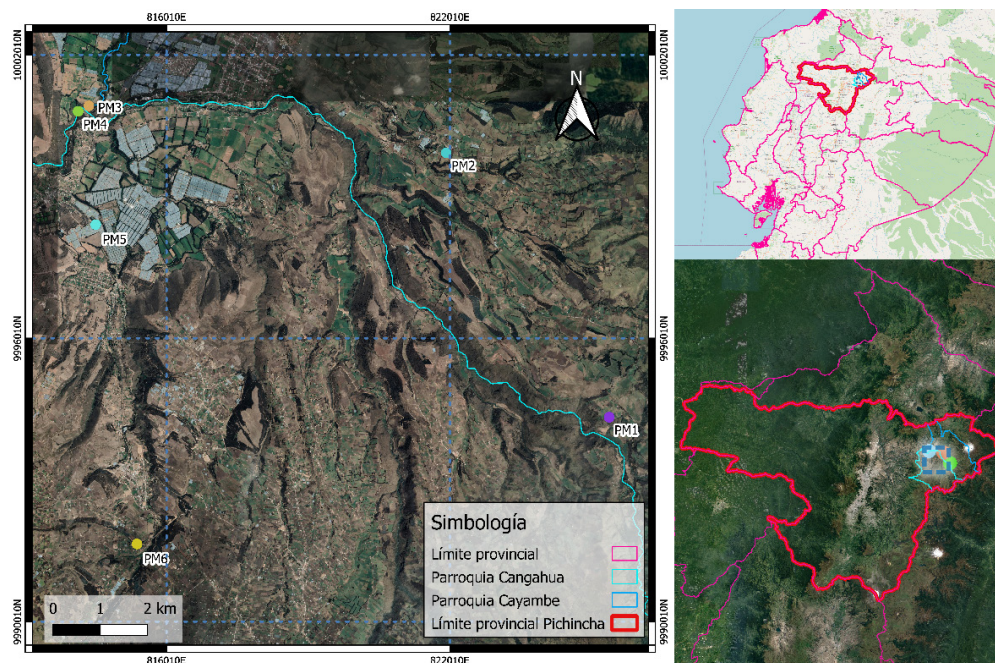 816010E
822010E
10002010N
10002010N
N
PM3
PM4
PM2
PM5
9996010N
9996010N
PM1
PM6
Simbología
Límite provincial
Parroquia Cangahua
Parroquia Cayambe
Límite provincial Pichincha
0 1 2 km
9990010N
9990010N
816010E
822010E